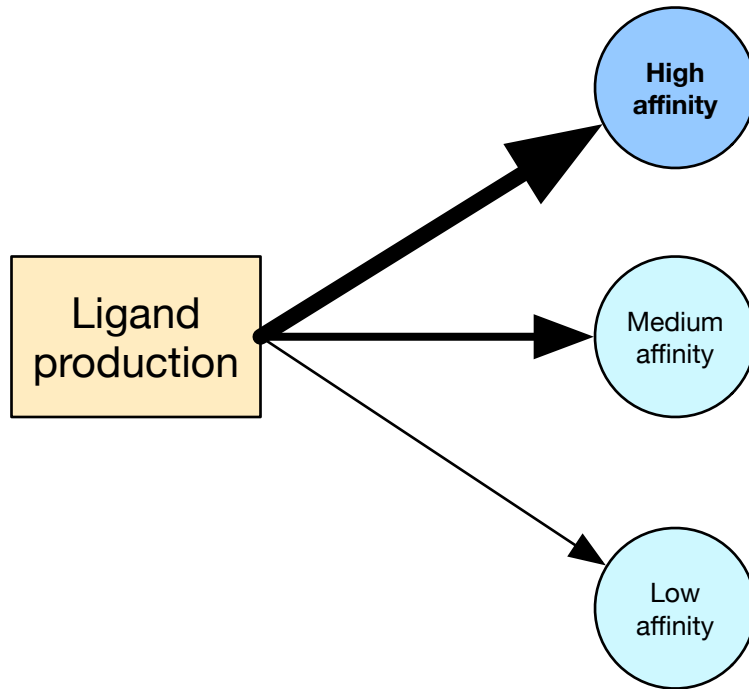 High
affinity
Ligand
production
Medium
affinity
Low
affinity